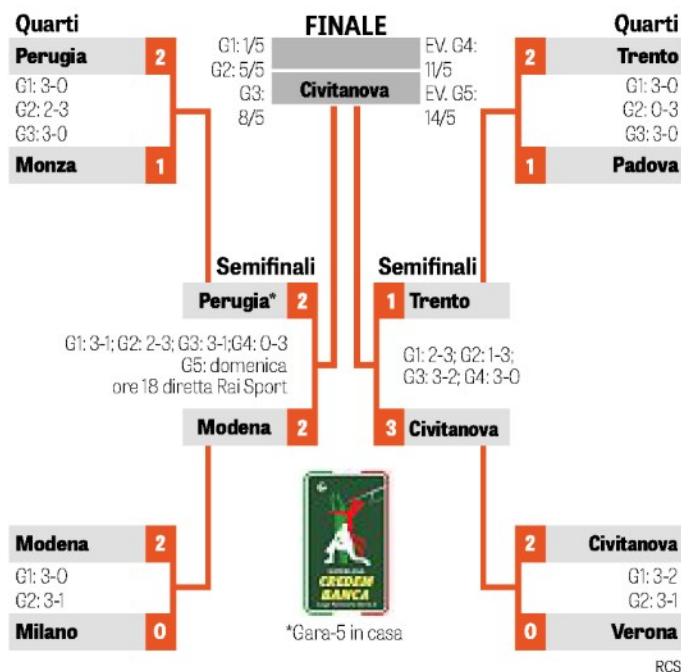 Quarti
Perugia 2
G1: 3-0
G2: 2-3
G3: 3-0
Monza 1
FINALE
G1: 1/5
G2: 5/5
G3:
8/5
Civitanova
EV. G4:
11/5
EV. G5:
14/5
Quarti
2 Trento
G1: 3-0
G2: 0-3
G3: 3-0
1 Padova
Semifinali
Perugia* 2
G1: 3-1; G2: 2-3; G3: 3-1;G4: 0-3
G5: domenica
ore 18 diretta Rai Sport
Modena 2
Semifinali
1 Trento
G1: 2-3; G2: 1-3;
G3: 3-2; G4: 3-0
3 Civitanova
Modena 2
G1: 3-0
G2: 3-1
Milano 0
CREDEM
BANCA
*Gara-5 in casa
2 Civitanova
G1: 3-2
G2: 3-1
0 Verona
RCS